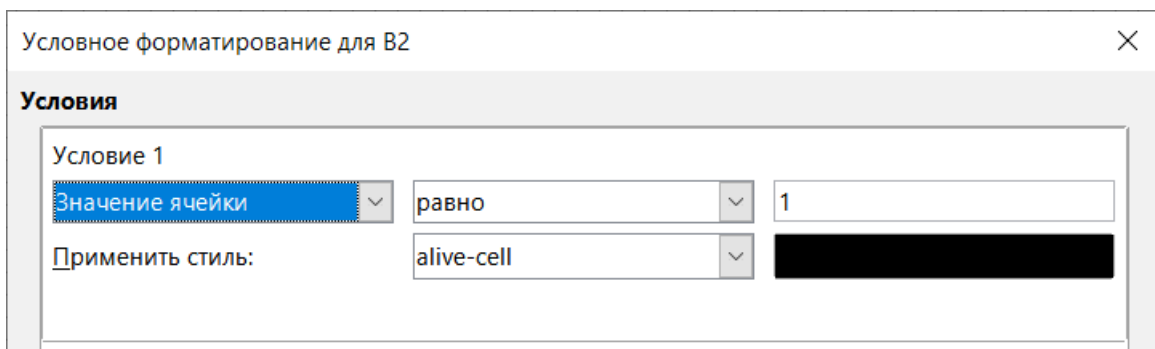 Условное форматирование для B2
Условия
Условие 1
Значение ячейки равно 1
Применить стиль: alive-cell